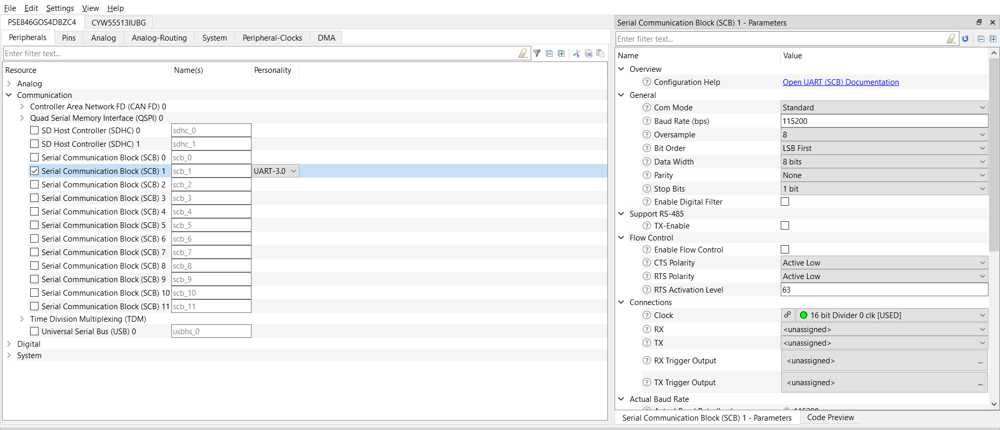 File Edit Settings View Help
PSE846GOS4DBZC4 CYW55513IUBG
Peripherals Pins Analog Analog-Routing System Peripheral-Clocks DMA
Enter filter text...
Resource Name(s) Personality
Analog
Communication
Controller Area Network FD (CAN FD) 0
Quad Serial Memory Interface (QSPI) 0
SD Host Controller (SDHC) 0 sdhc_0
SD Host Controller (SDHC) 1 sdhc_1
Serial Communication Block (SCB) 0 scb_0
Serial Communication Block (SCB) 1 scb_1 UART-3.0
Serial Communication Block (SCB) 2 scb_2
Serial Communication Block (SCB) 3 scb_3
Serial Communication Block (SCB) 4 scb_4
Serial Communication Block (SCB) 5 scb_5
Serial Communication Block (SCB) 6 scb_6
Serial Communication Block (SCB) 7 scb_7
Serial Communication Block (SCB) 8 scb_8
Serial Communication Block (SCB) 9 scb_9
Serial Communication Block (SCB) 10 scb_10
Serial Communication Block (SCB) 11 scb_11
Time Division Multiplexing (TDM)
Universal Serial Bus (USB) 0 usbhs_0
Digital
System
Serial Communication Block (SCB) 1 - Parameters
Enter filter text...
Name Value
Overview
Configuration Help Open UART (SCB) Documentation
General
Com Mode Standard
Baud Rate (bps) 115200
Oversample 8
Bit Order LSB First
Data Width 8 bits
Parity None
Stop Bits 1 bit
Enable Digital Filter
Support RS-485
TX-Enable
Flow Control
Enable Flow Control
CTS Polarity Active Low
RTS Polarity Active Low
RTS Activation Level 63
Connections
Clock 16 bit Divider 0 clk [USED]
RX <unassigned>
TX <unassigned>
RX Trigger Output <unassigned> ...
TX Trigger Output <unassigned> ...
Actual Baud Rate
Actual Baud Rate (bps) 115200
Serial Communication Block (SCB) 1 - Parameters Code Preview